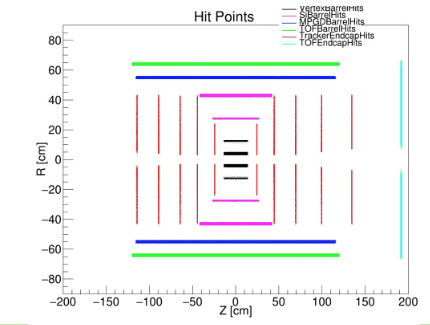 Hit Points
VertexBarrelHits
SiBarrelHits
MPGDBarrelHits
TOFBarrelHits
TrackerEndcapHits
TOFEndcapHits
R [cm]
80
60
40
20
0
−20
−40
−60
−80
−200 −150 −100 −50 0 50 100 150 200
Z [cm]